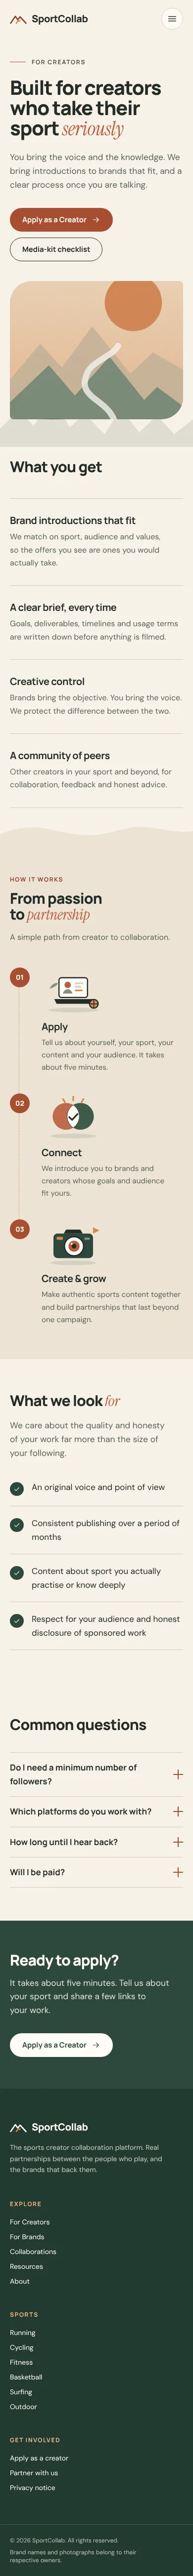 SportCollab
FOR CREATORS
Built for creators
who take their
sport seriously
You bring the voice and the knowledge. We
bring introductions to brands that fit, and a
clear process once you are talking.
Apply as a Creator
Media-kit checklist
What you get
Brand introductions that fit
We match on sport, audience and values,
so the offers you see are ones you would
actually take.
A clear brief, every time
Goals, deliverables, timelines and usage terms
are written down before anything is filmed.
Creative control
Brands bring the objective. You bring the voice.
We protect the difference between the two.
A community of peers
Other creators in your sport and beyond, for
collaboration, feedback and honest advice.
HOW IT WORKS
From passion
to partnership
A simple path from creator to collaboration.
01
Apply
Tell us about yourself, your sport, your
content and your audience. It takes
about five minutes.
02
Connect
We introduce you to brands and
creators whose goals and audience
fit yours.
03
Create & grow
Make authentic sports content together
and build partnerships that last beyond
one campaign.
What we look for
We care about the quality and honesty
of your work far more than the size of
your following.
An original voice and point of view
Consistent publishing over a period of
months
Content about sport you actually
practise or know deeply
Respect for your audience and honest
disclosure of sponsored work
Common questions
Do I need a minimum number of
followers?
Which platforms do you work with?
How long until I hear back?
Will I be paid?
Ready to apply?
It takes about five minutes. Tell us about
your sport and share a few links to
your work.
Apply as a Creator
SportCollab
The sports creator collaboration platform. Real
partnerships between the people who play, and
the brands that back them.
EXPLORE
For Creators
For Brands
Collaborations
Resources
About
SPORTS
Running
Cycling
Fitness
Basketball
Surfing
Outdoor
GET INVOLVED
Apply as a creator
Partner with us
Privacy notice
© 2026 SportCollab. All rights reserved.
Brand names and photographs belong to their
respective owners.